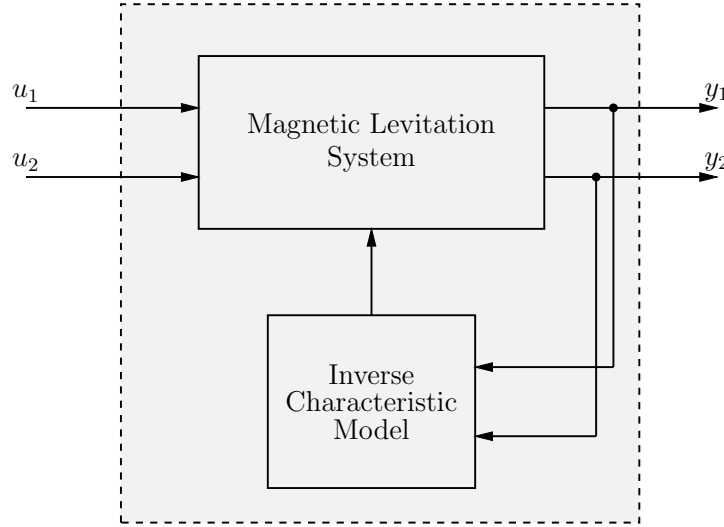 u₁
y₁
Magnetic Levitation
System
u₂
y₂
Inverse
Characteristic
Model